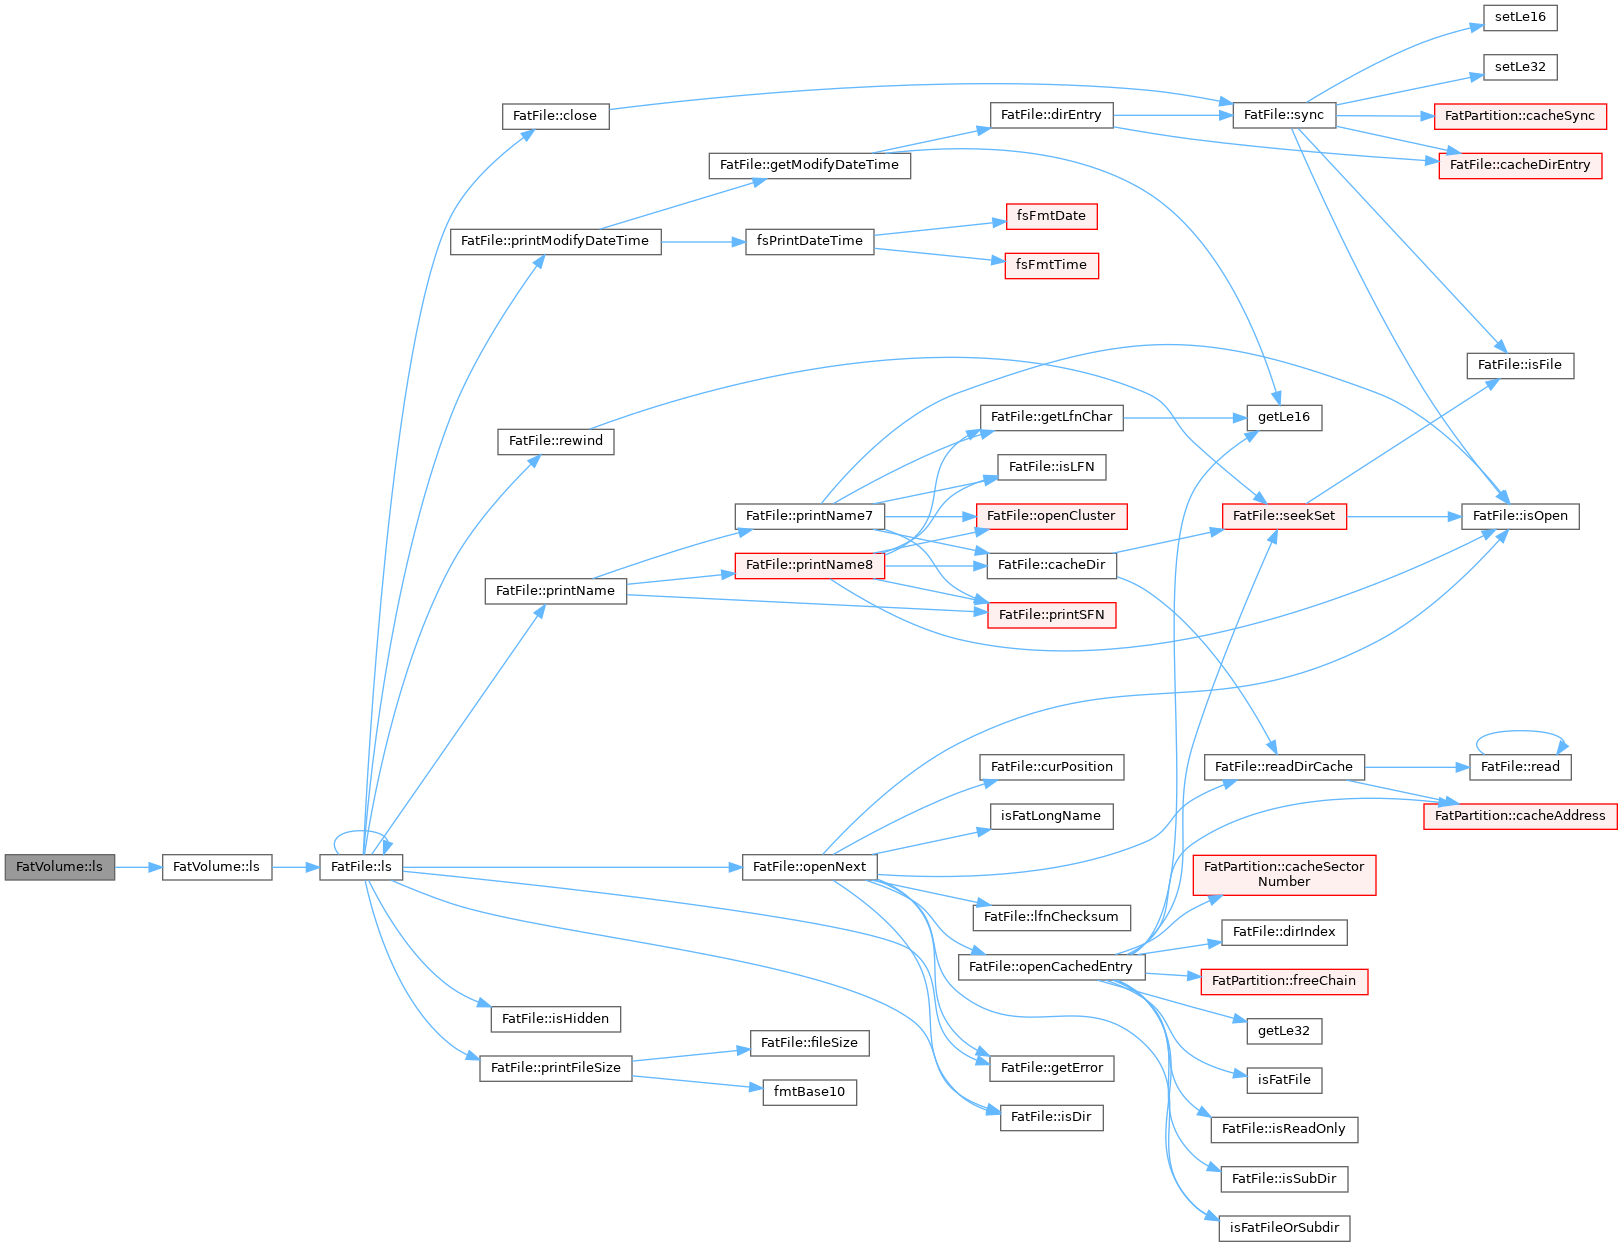 setLe16
setLe32
FatFile::close
FatFile::dirEntry
FatFile::sync
FatPartition::cacheSync
FatFile::getModifyDateTime
FatFile::cacheDirEntry
fsFmtDate
FatFile::printModifyDateTime
fsPrintDateTime
fsFmtTime
FatFile::isFile
FatFile::getLfnChar
getLe16
FatFile::rewind
FatFile::isLFN
FatFile::printName7
FatFile::openCluster
FatFile::seekSet
FatFile::isOpen
FatFile::printName8
FatFile::cacheDir
FatFile::printName
FatFile::printSFN
FatFile::curPosition
FatFile::readDirCache
FatFile::read
isFatLongName
FatPartition::cacheAddress
FatVolume::ls
FatVolume::ls
FatFile::ls
FatFile::openNext
FatPartition::cacheSector
Number
FatFile::lfnChecksum
FatFile::dirIndex
FatFile::openCachedEntry
FatPartition::freeChain
FatFile::isHidden
getLe32
FatFile::fileSize
FatFile::printFileSize
FatFile::getError
isFatFile
fmtBase10
FatFile::isDir
FatFile::isReadOnly
FatFile::isSubDir
isFatFileOrSubdir